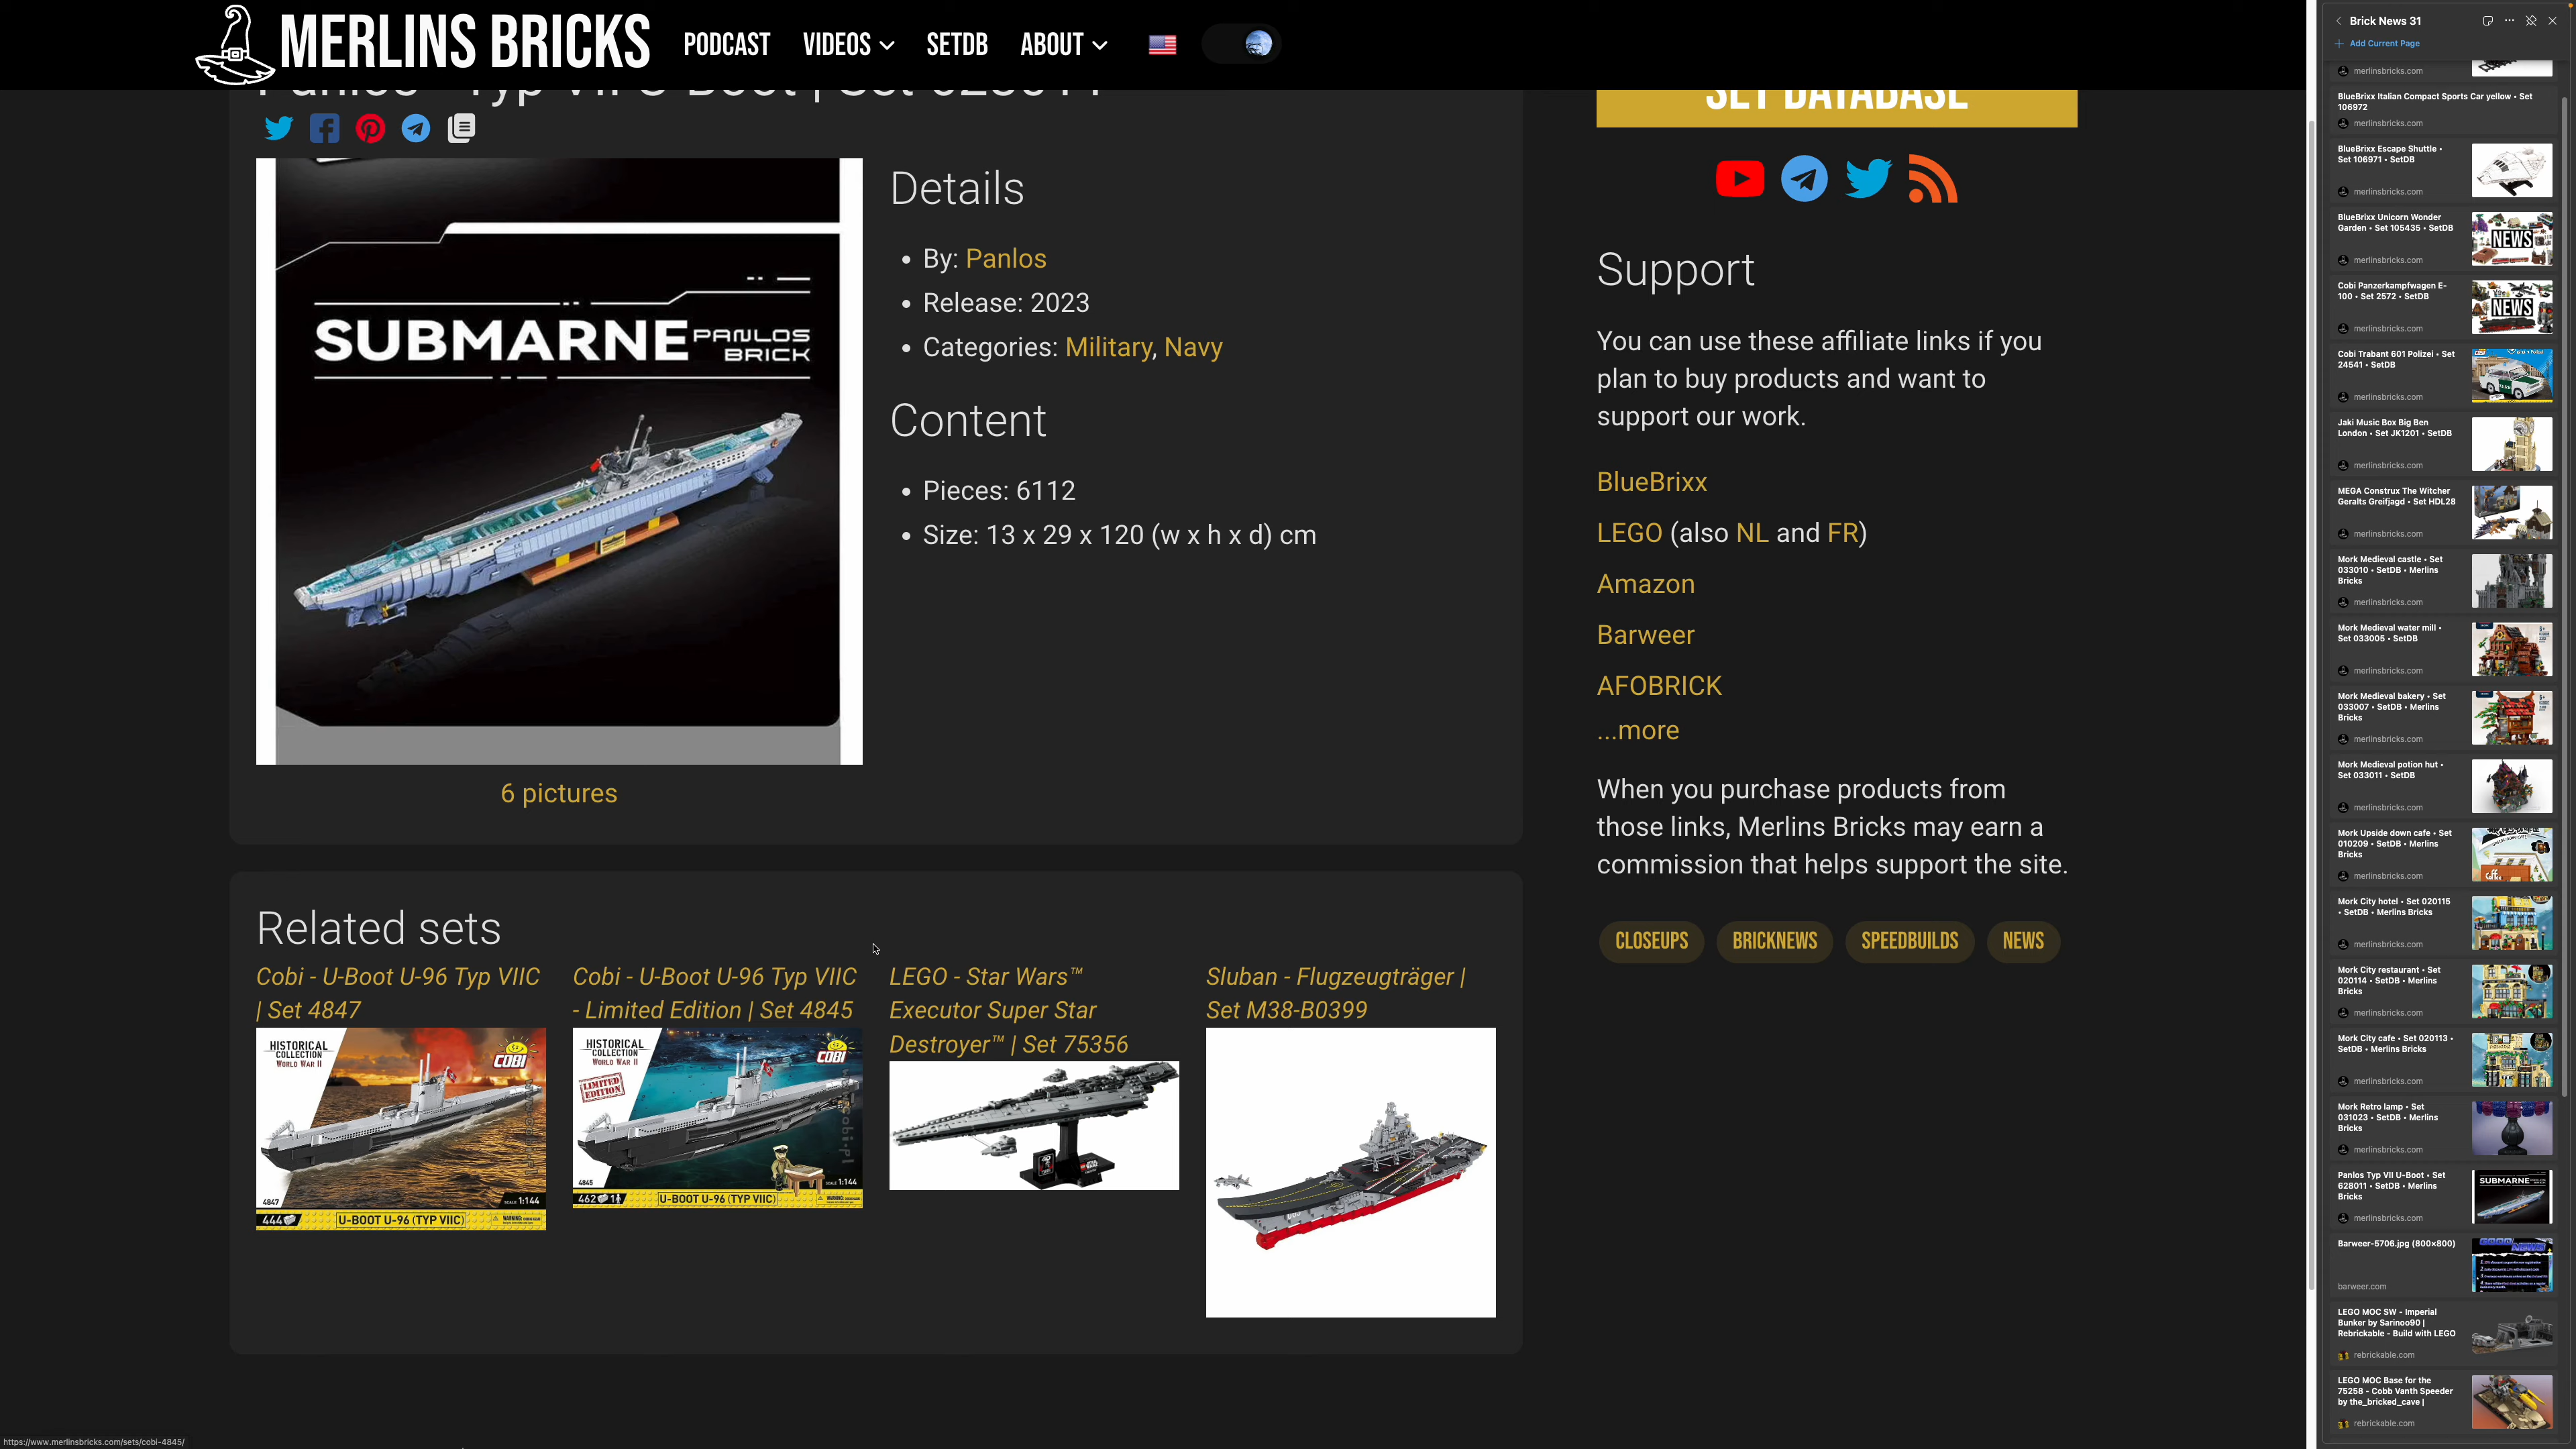 MERLINS BRICKS
PODCAST
VIDEOS
SETDB
ABOUT
Panlos - Typ VII U-Boot | Set 628011
SUBMARNE PANLOS
BRICK
6 pictures
Details
By: Panlos
Release: 2023
Categories: Military, Navy
Content
Pieces: 6112
Size: 13 x 29 x 120 (w x h x d) cm
Related sets
Cobi - U-Boot U-96 Typ VIIC
| Set 4847
HISTORICAL
COLLECTION
WORLD WAR II
COBI
4847
SCALE 1:144
444
U-BOOT U-96 (TYP VIIC)
Cobi - U-Boot U-96 Typ VIIC
- Limited Edition | Set 4845
HISTORICAL
COLLECTION
WORLD WAR II
COBI
LIMITED
EDITION
cobi.pl
4845
SCALE 1:144
462
1
U-BOOT U-96 (TYP VIIC)
LEGO - Star Wars™
Executor Super Star
Destroyer™ | Set 75356
Sluban - Flugzeugträger |
Set M38-B0399
SET DATABASE
Support
You can use these affiliate links if you
plan to buy products and want to
support our work.
BlueBrixx
LEGO (also NL and FR)
Amazon
Barweer
AFOBRICK
...more
When you purchase products from
those links, Merlins Bricks may earn a
commission that helps support the site.
CLOSEUPS
BRICKNEWS
SPEEDBUILDS
NEWS
https://www.merlinsbricks.com/sets/cobi-4845/
Brick News 31
Add Current Page
merlinsbricks.com
BlueBrixx Italian Compact Sports Car yellow • Set
106972
merlinsbricks.com
BlueBrixx Escape Shuttle •
Set 106971 • SetDB
merlinsbricks.com
BlueBrixx Unicorn Wonder
Garden • Set 105435 • SetDB
merlinsbricks.com
NEWS
Cobi Panzerkampfwagen E-
100 • Set 2572 • SetDB
merlinsbricks.com
NEWS
Cobi Trabant 601 Polizei • Set
24541 • SetDB
merlinsbricks.com
Jaki Music Box Big Ben
London • Set JK1201 • SetDB
merlinsbricks.com
MEGA Construx The Witcher
Geralts Greifjagd • Set HDL28
merlinsbricks.com
Mork Medieval castle • Set
033010 • SetDB • Merlins
Bricks
merlinsbricks.com
Mork Medieval water mill •
Set 033005 • SetDB
merlinsbricks.com
Mork Medieval bakery • Set
033007 • SetDB • Merlins
Bricks
merlinsbricks.com
Mork Medieval potion hut •
Set 033011 • SetDB
merlinsbricks.com
Mork Upside down cafe • Set
010209 • SetDB • Merlins
Bricks
merlinsbricks.com
Mork City hotel • Set 020115
• SetDB • Merlins Bricks
merlinsbricks.com
Mork City restaurant • Set
020114 • SetDB • Merlins
Bricks
merlinsbricks.com
Mork City cafe • Set 020113 •
SetDB • Merlins Bricks
merlinsbricks.com
Mork Retro lamp • Set
031023 • SetDB • Merlins
Bricks
merlinsbricks.com
Panlos Typ VII U-Boot • Set
628011 • SetDB • Merlins
Bricks
merlinsbricks.com
SUBMARNE
Barweer-5706.jpg (800×800)
barweer.com
LEGO MOC SW - Imperial
Bunker by Sarinoo90 |
Rebrickable - Build with LEGO
rebrickable.com
LEGO MOC Base for the
75258 - Cobb Vanth Speeder
by the_bricked_cave |
rebrickable.com